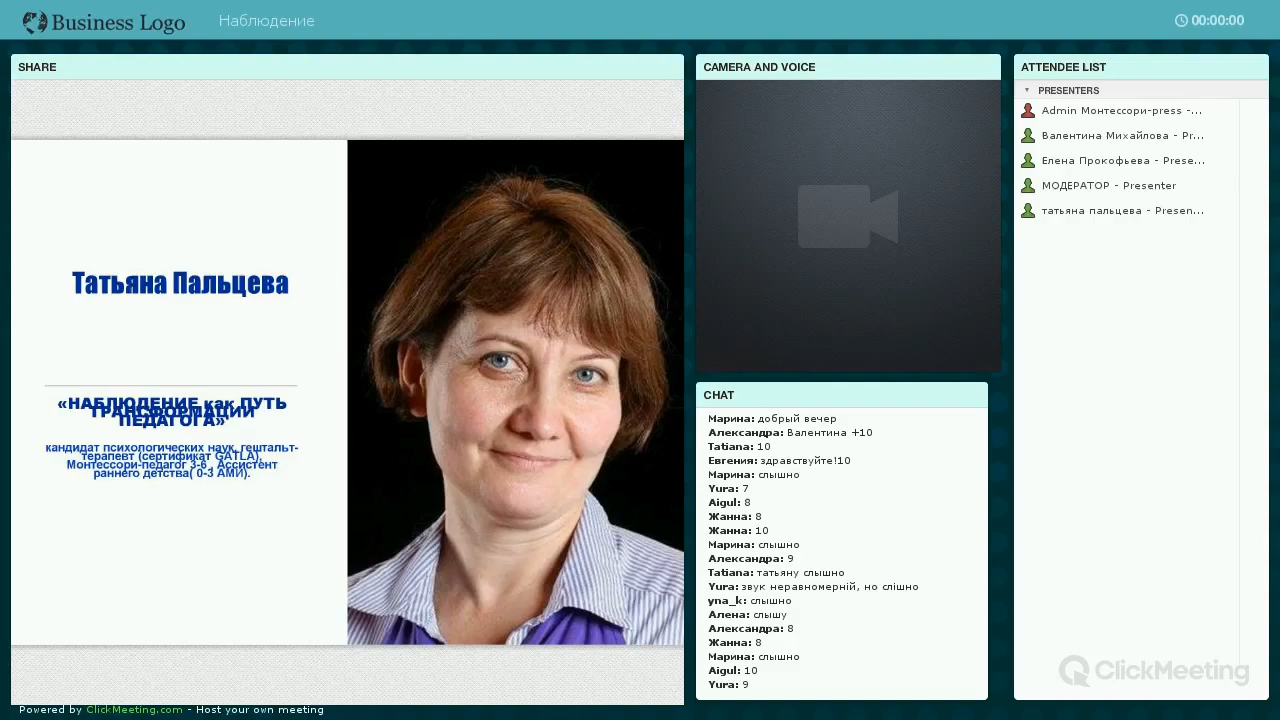 Business Logo
Наблюдение
00:00:00
SHARE
Татьяна Пальцева
«НАБЛЮДЕНИЕ как ПУТЬ
ТРАНСФОРМАЦИИ
ПЕДАГОГА»
кандидат психологических наук, гештальт-
терапевт (сертификат GATLA),
Монтессори-педагог 3-6 , Ассистент
раннего детства( 0-3 АМИ).
CAMERA AND VOICE
CHAT
Марина: добрый вечер
Александра: Валентина +10
Tatiana: 10
Евгения: здравствуйте!10
Марина: слышно
Yura: 7
Aigul: 8
Жанна: 8
Жанна: 10
Марина: слышно
Александра: 9
Tatiana: татьяну слышно
Yura: звук неравномерній, но слішно
yna_k: слышно
Алена: слышу
Александра: 8
Жанна: 8
Марина: слышно
Aigul: 10
Yura: 9
ATTENDEE LIST
PRESENTERS
Admin Монтессори-press -...
Валентина Михайлова - Pr...
Елена Прокофьева - Prese...
МОДЕРАТОР - Presenter
татьяна пальцева - Presen...
ClickMeeting
Powered by ClickMeeting.com - Host your own meeting